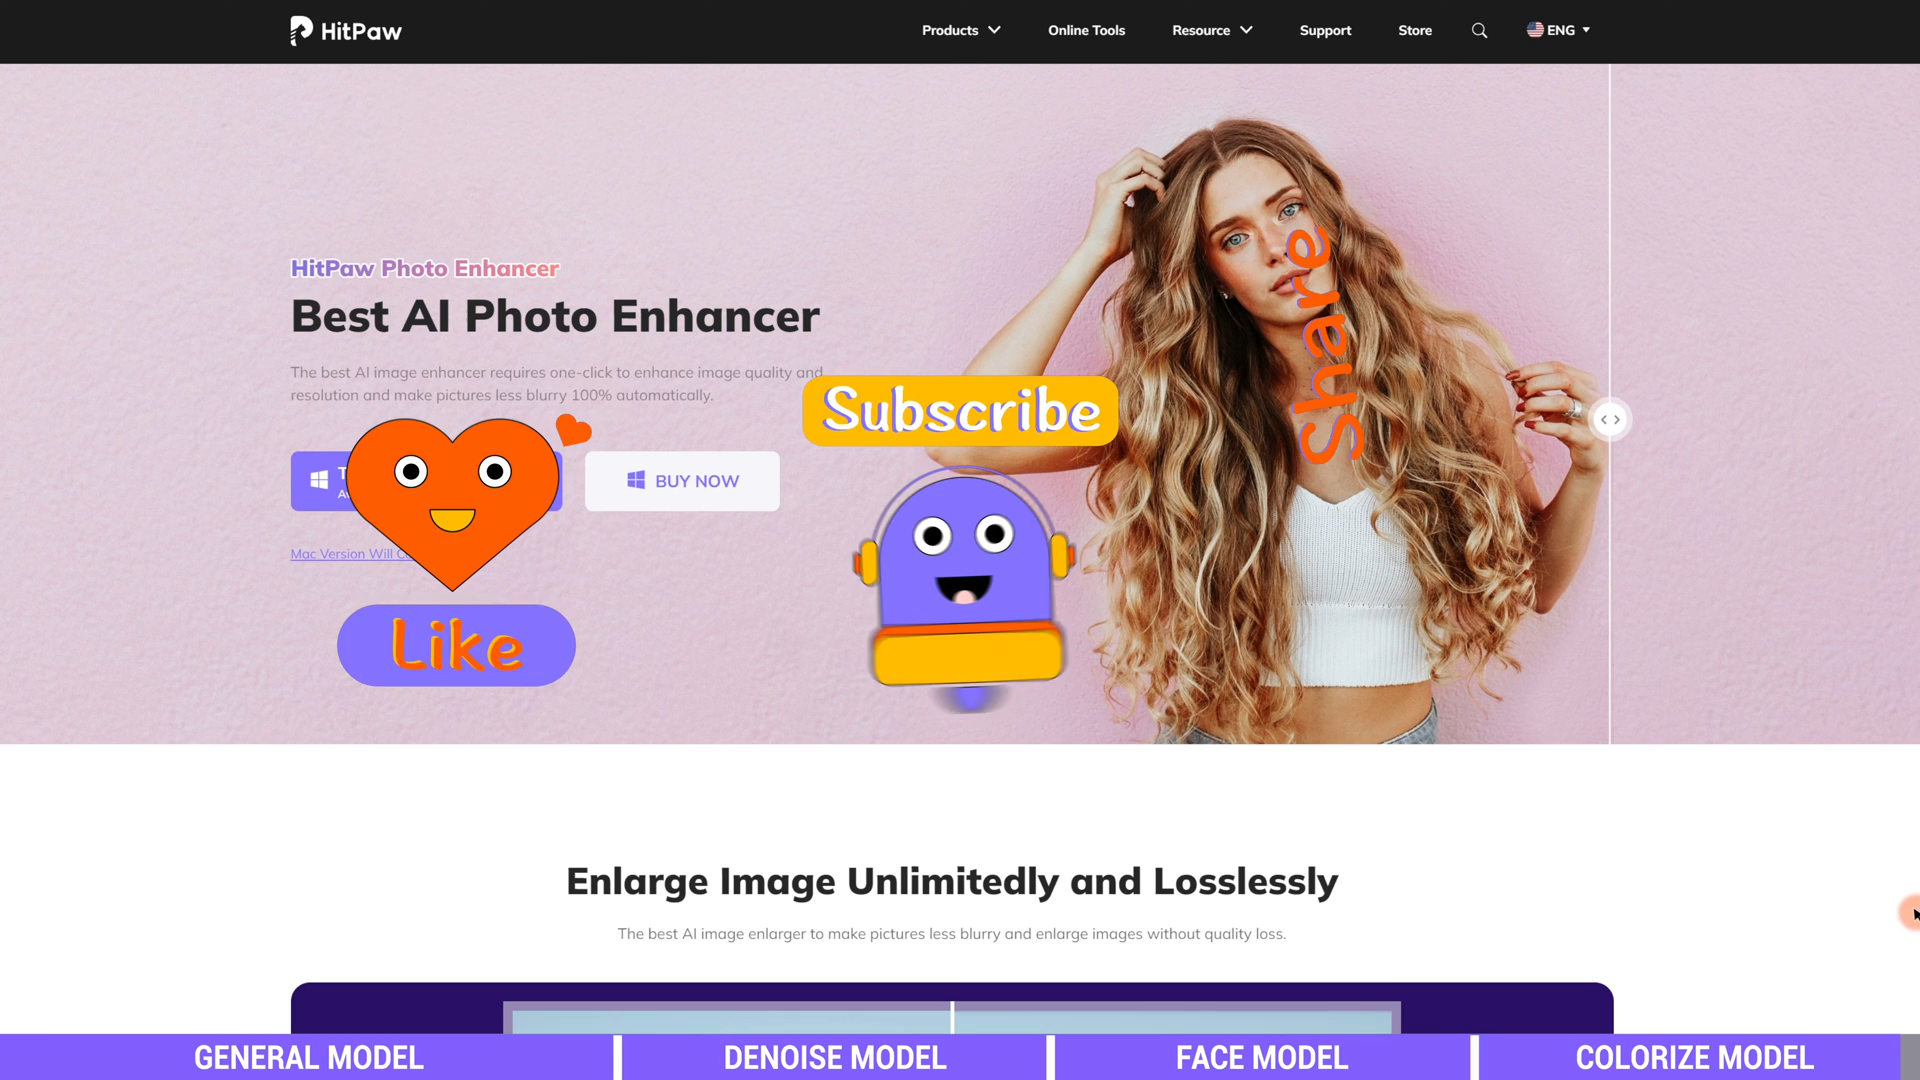 HitPaw
Products
Online Tools
Resource
Support
Store
ENG
HitPaw Photo Enhancer
Best AI Photo Enhancer
The best AI image enhancer requires one-click to enhance image quality and
resolution and make pictures less blurry 100% automatically.
BUY NOW
Mac Version Will
Like
Subscribe
Share
Enlarge Image Unlimitedly and Losslessly
The best AI image enlarger to make pictures less blurry and enlarge images without quality loss.
GENERAL MODEL
DENOISE MODEL
FACE MODEL
COLORIZE MODEL